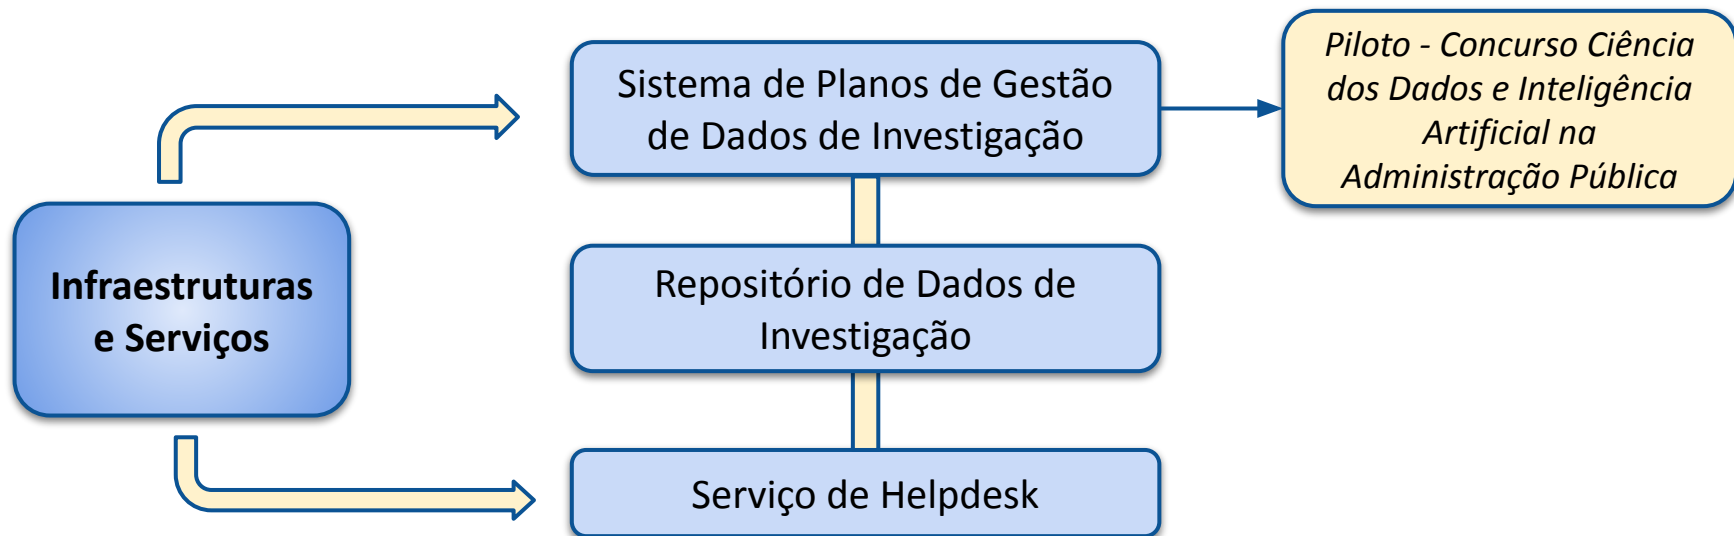 Infraestruturas
e Serviços
Sistema de Planos de Gestão
de Dados de Investigação
Piloto - Concurso Ciência
dos Dados e Inteligência
Artificial na
Administração Pública
Repositório de Dados de
Investigação
Serviço de Helpdesk